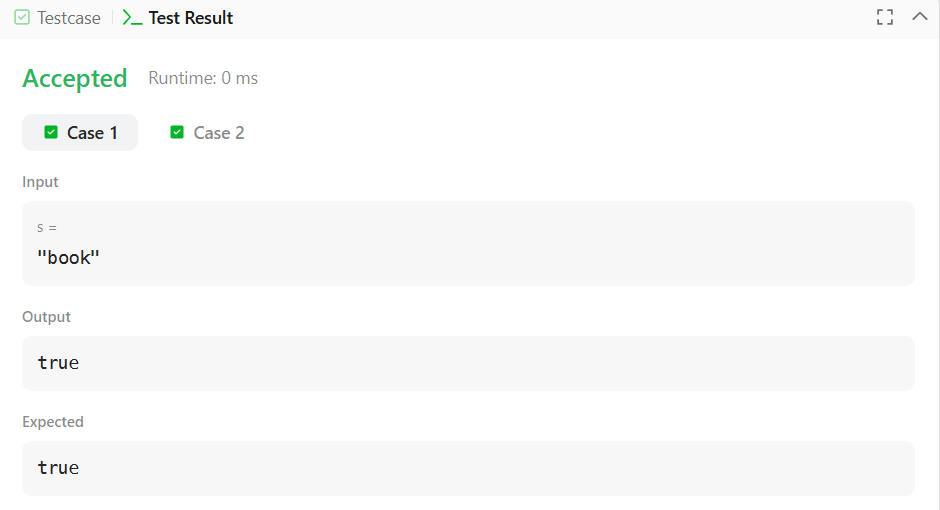 Testcase Test Result
Accepted Runtime: 0 ms
Case 1 Case 2
Input
s =
"book"
Output
true
Expected
true